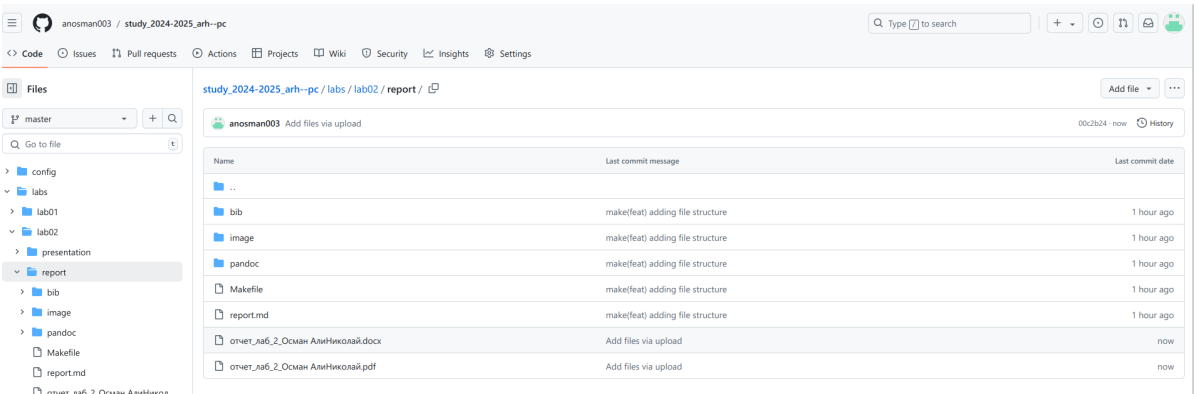 anosman003 / study_2024-2025_arh--pc
Type / to search
Code Issues Pull requests Actions Projects Wiki Security Insights Settings
Files
study_2024-2025_arh--pc / labs / lab02 / report /
Add file
master
anosman003 Add files via upload
00c2b24 · now History
Go to file t
Name Last commit message Last commit date
config
..
labs
bib make(feat) adding file structure 1 hour ago
lab01
image make(feat) adding file structure 1 hour ago
lab02
presentation
pandoc make(feat) adding file structure 1 hour ago
report
Makefile make(feat) adding file structure 1 hour ago
bib
report.md make(feat) adding file structure 1 hour ago
image
pandoc
отчет_лаб_2_Осман АлиНиколай.docx Add files via upload now
Makefile
отчет_лаб_2_Осман АлиНиколай.pdf Add files via upload now
report.md
отчет_лаб_2_Осман АлиНикол...